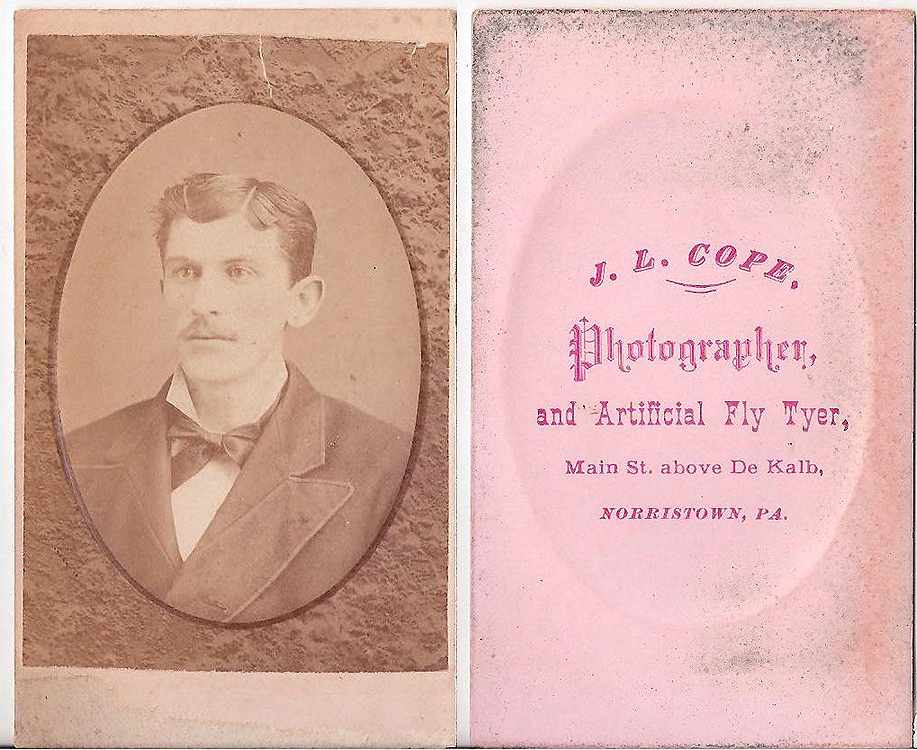 J. L. COPE,
Photographer,
and Artificial Fly Tyer,
Main St. above De Kalb,
NORRISTOWN, PA.